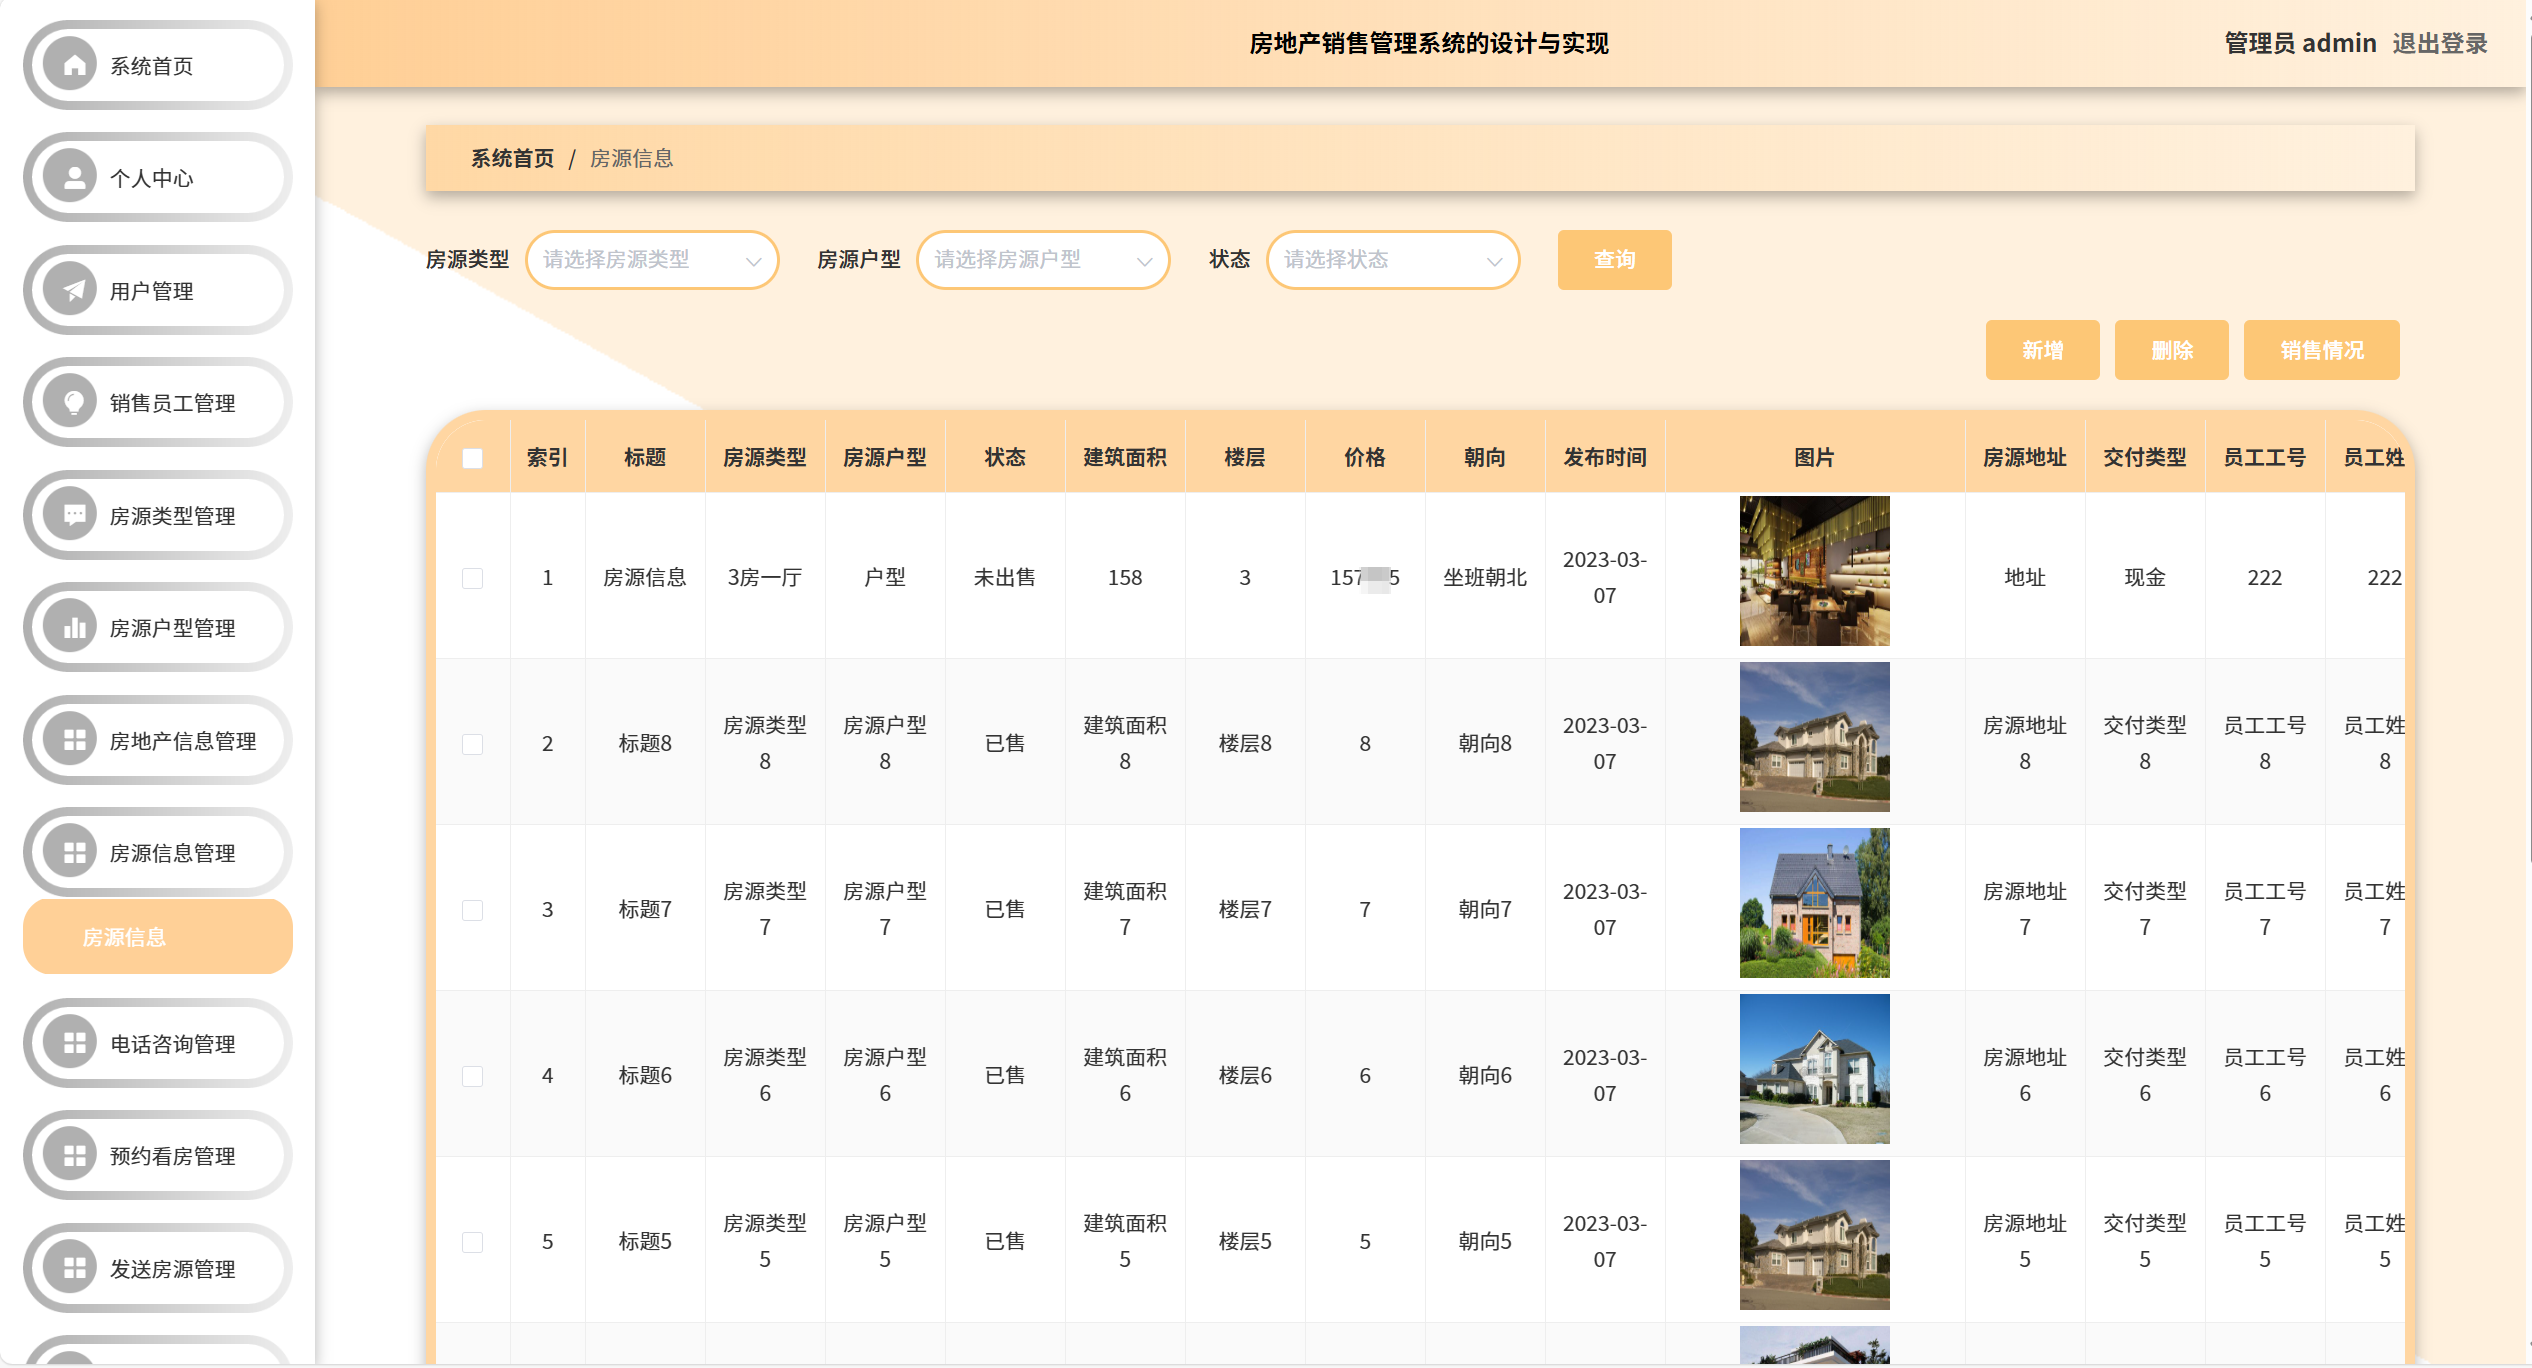 房地产销售管理系统的设计与实现
管理员 admin 退出登录
系统首页
个人中心
用户管理
销售员工管理
房源类型管理
房源户型管理
房地产信息管理
房源信息管理
房源信息
电话咨询管理
预约看房管理
发送房源管理
系统首页 / 房源信息
房源类型 请选择房源类型 房源户型 请选择房源户型 状态 请选择状态 查询
新增 删除 销售情况
索引 标题 房源类型 房源户型 状态 建筑面积 楼层 价格 朝向 发布时间 图片 房源地址 交付类型 员工工号 员工姓
1 房源信息 3房一厅 户型 未出售 158 3 坐班朝北 2023-03-07 地址 现金 222 222
2 标题8 房源类型8 房源户型8 已售 建筑面积8 楼层8 8 朝向8 2023-03-07 房源地址8 交付类型8 员工工号8 员工姓8
3 标题7 房源类型7 房源户型7 已售 建筑面积7 楼层7 7 朝向7 2023-03-07 房源地址7 交付类型7 员工工号7 员工姓7
4 标题6 房源类型6 房源户型6 已售 建筑面积6 楼层6 6 朝向6 2023-03-07 房源地址6 交付类型6 员工工号6 员工姓6
5 标题5 房源类型5 房源户型5 已售 建筑面积5 楼层5 5 朝向5 2023-03-07 房源地址5 交付类型5 员工工号5 员工姓5